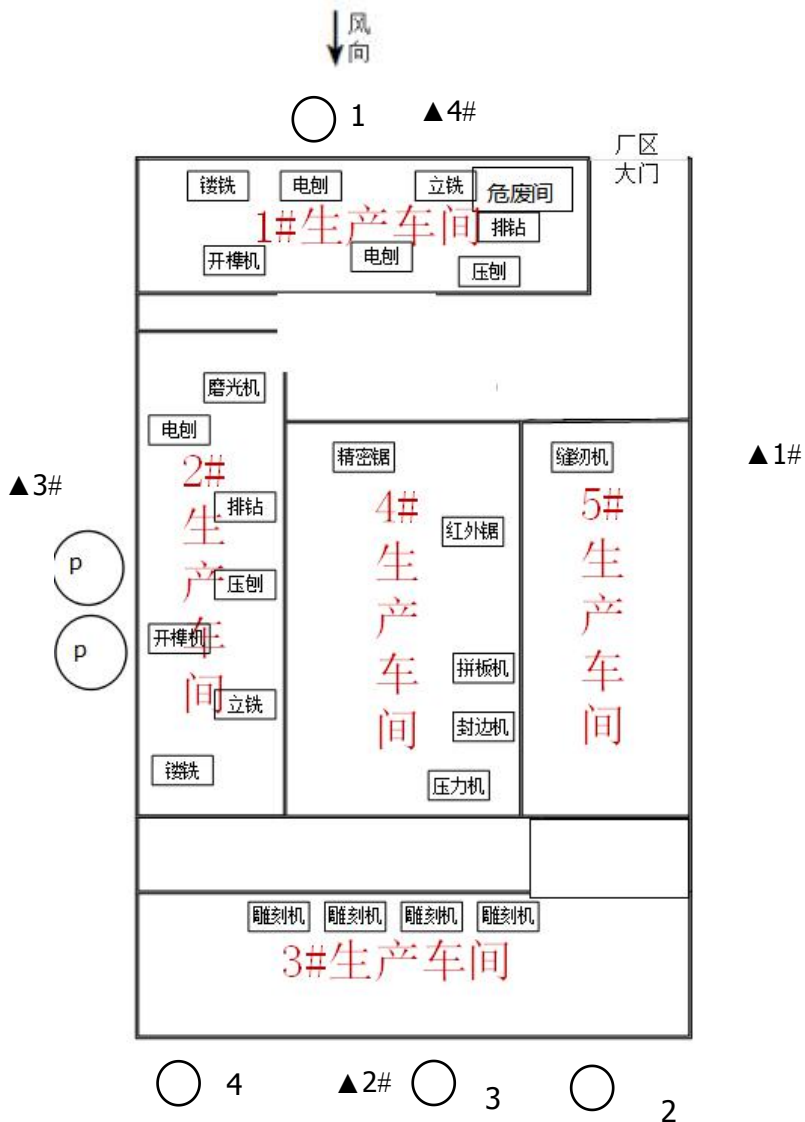 风
向
1
▲4#
厂区
大门
镂铣
电刨
立铣
危废间
1#生产车间
排钻
开榫机
电刨
压刨
磨光机
电刨
2#
生
产
车
间
排钻
压刨
开榫机
立铣
镂铣
▲3#
p
p
精密锯
4#
生
产
车
间
红外锯
拼板机
封边机
压力机
缝纫机
5#
生
产
车
间
▲1#
雕刻机 雕刻机 雕刻机 雕刻机
3#生产车间
4
▲2#
3
2